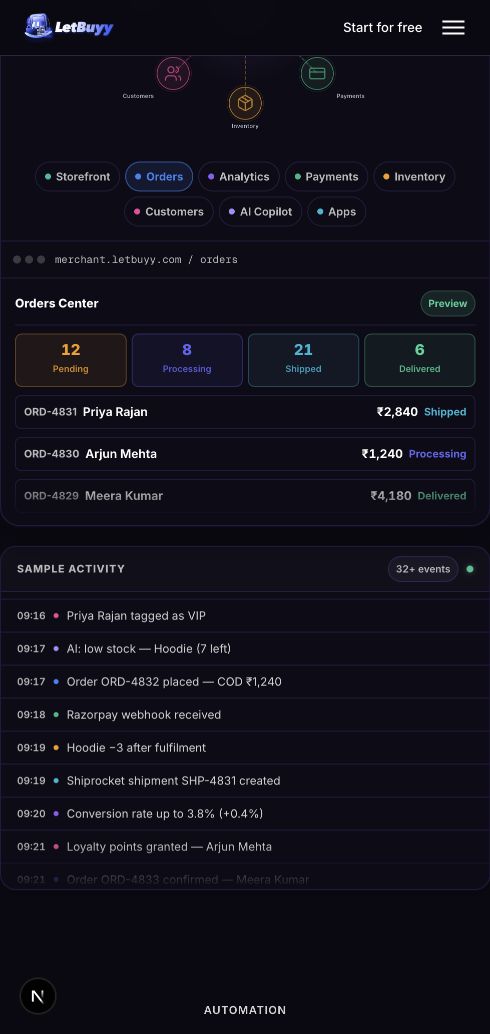 LetBuyy
Start for free
Customers
Payments
Inventory
Storefront
Orders
Analytics
Payments
Inventory
Customers
AI Copilot
Apps
merchant.letbuyy.com / orders
Orders Center
Preview
12
Pending
8
Processing
21
Shipped
6
Delivered
ORD-4831 Priya Rajan ₹2,840 Shipped
ORD-4830 Arjun Mehta ₹1,240 Processing
ORD-4829 Meera Kumar ₹4,180 Delivered
SAMPLE ACTIVITY
32+ events
09:16 Priya Rajan tagged as VIP
09:17 AI: low stock — Hoodie (7 left)
09:17 Order ORD-4832 placed — COD ₹1,240
09:18 Razorpay webhook received
09:19 Hoodie −3 after fulfilment
09:19 Shiprocket shipment SHP-4831 created
09:20 Conversion rate up to 3.8% (+0.4%)
09:21 Loyalty points granted — Arjun Mehta
09:21 Order ORD-4833 confirmed — Meera Kumar
N
AUTOMATION